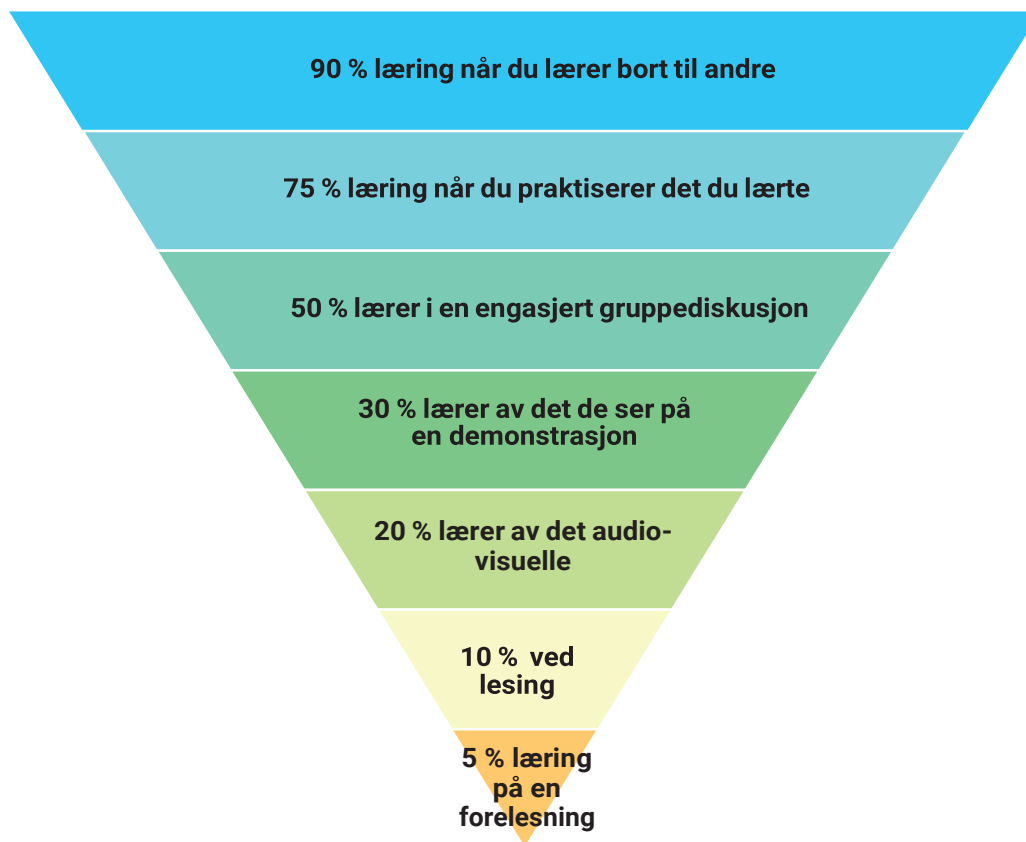 90 % læring når du lærer bort til andre
75 % læring når du praktiserer det du lærte
50 % lærer i en engasjert gruppediskusjon
30 % lærer av det de ser på
en demonstrasjon
20 % lærer av det audio-
visuelle
10 % ved
lesing
5 % læring
på en
forelesning